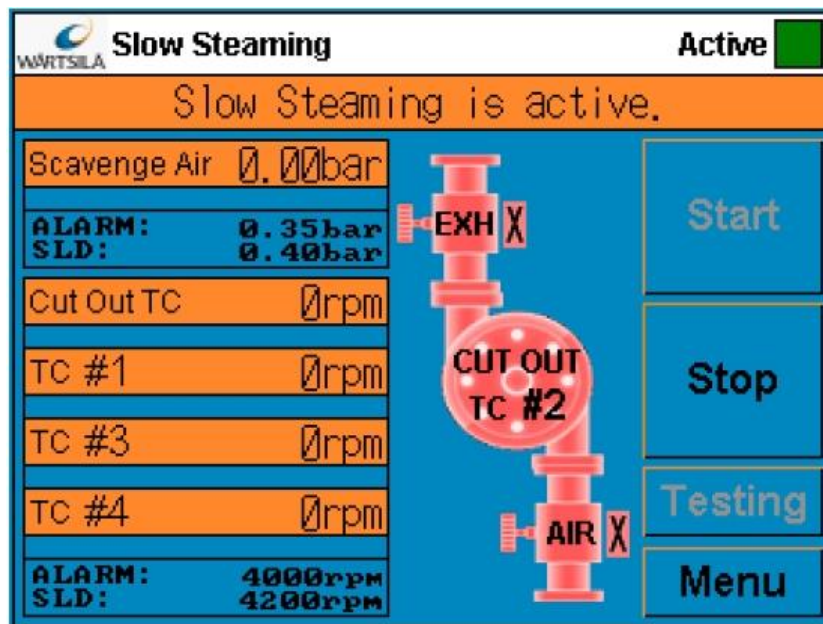 WÄRTSILÄ Slow Steaming Active
Slow Steaming is active.
Scavenge Air 0.00bar
ALARM: 0.35bar
SLD: 0.40bar
Cut Out TC 0rpm
TC #1 0rpm
TC #3 0rpm
TC #4 0rpm
ALARM: 4000rpm
SLD: 4200rpm
EXH X
CUT OUT
TC #2
AIR X
Start
Stop
Testing
Menu